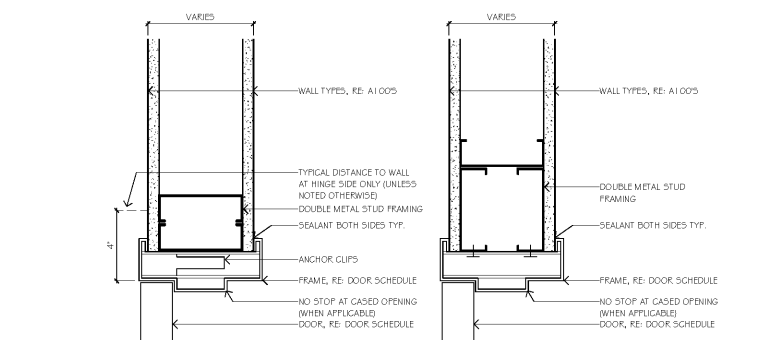 VARIES
WALL TYPES, RE: A100'S
TYPICAL DISTANCE TO WALL
AT HINGE SIDE ONLY (UNLESS
NOTED OTHERWISE)
DOUBLE METAL STUD FRAMING
SEALANT BOTH SIDES TYP.
4"
ANCHOR CLIPS
FRAME, RE: DOOR SCHEDULE
NO STOP AT CASED OPENING
(WHEN APPLICABLE)
DOOR, RE: DOOR SCHEDULE
VARIES
WALL TYPES, RE: A100'S
DOUBLE METAL STUD
FRAMING
SEALANT BOTH SIDES TYP.
FRAME, RE: DOOR SCHEDULE
NO STOP AT CASED OPENING
(WHEN APPLICABLE)
DOOR, RE: DOOR SCHEDULE